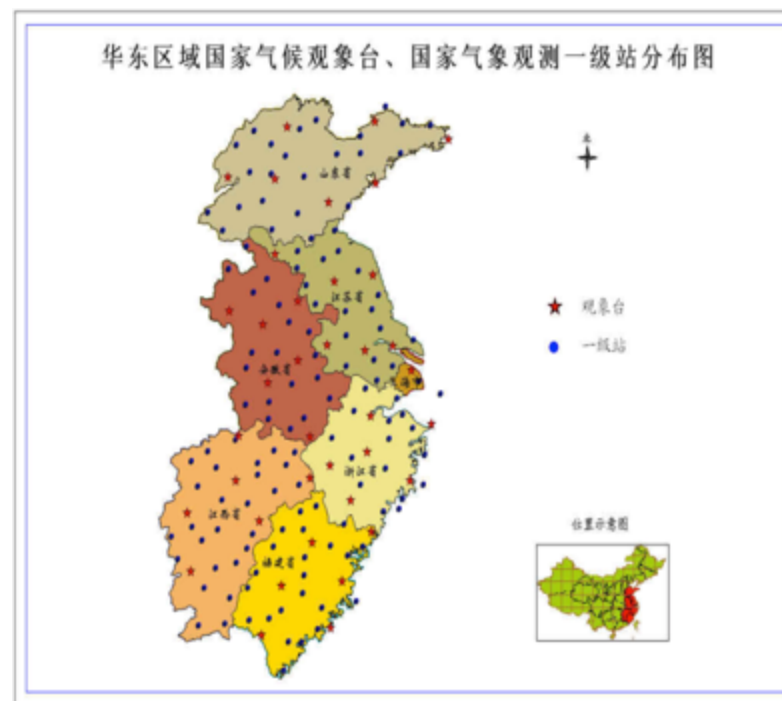 华东区域国家气候观象台、国家气象观测一级站分布图
北
山东省
江苏省
观象台
一级站
安徽省
海
浙江省
江西省
位置示意图
福建省